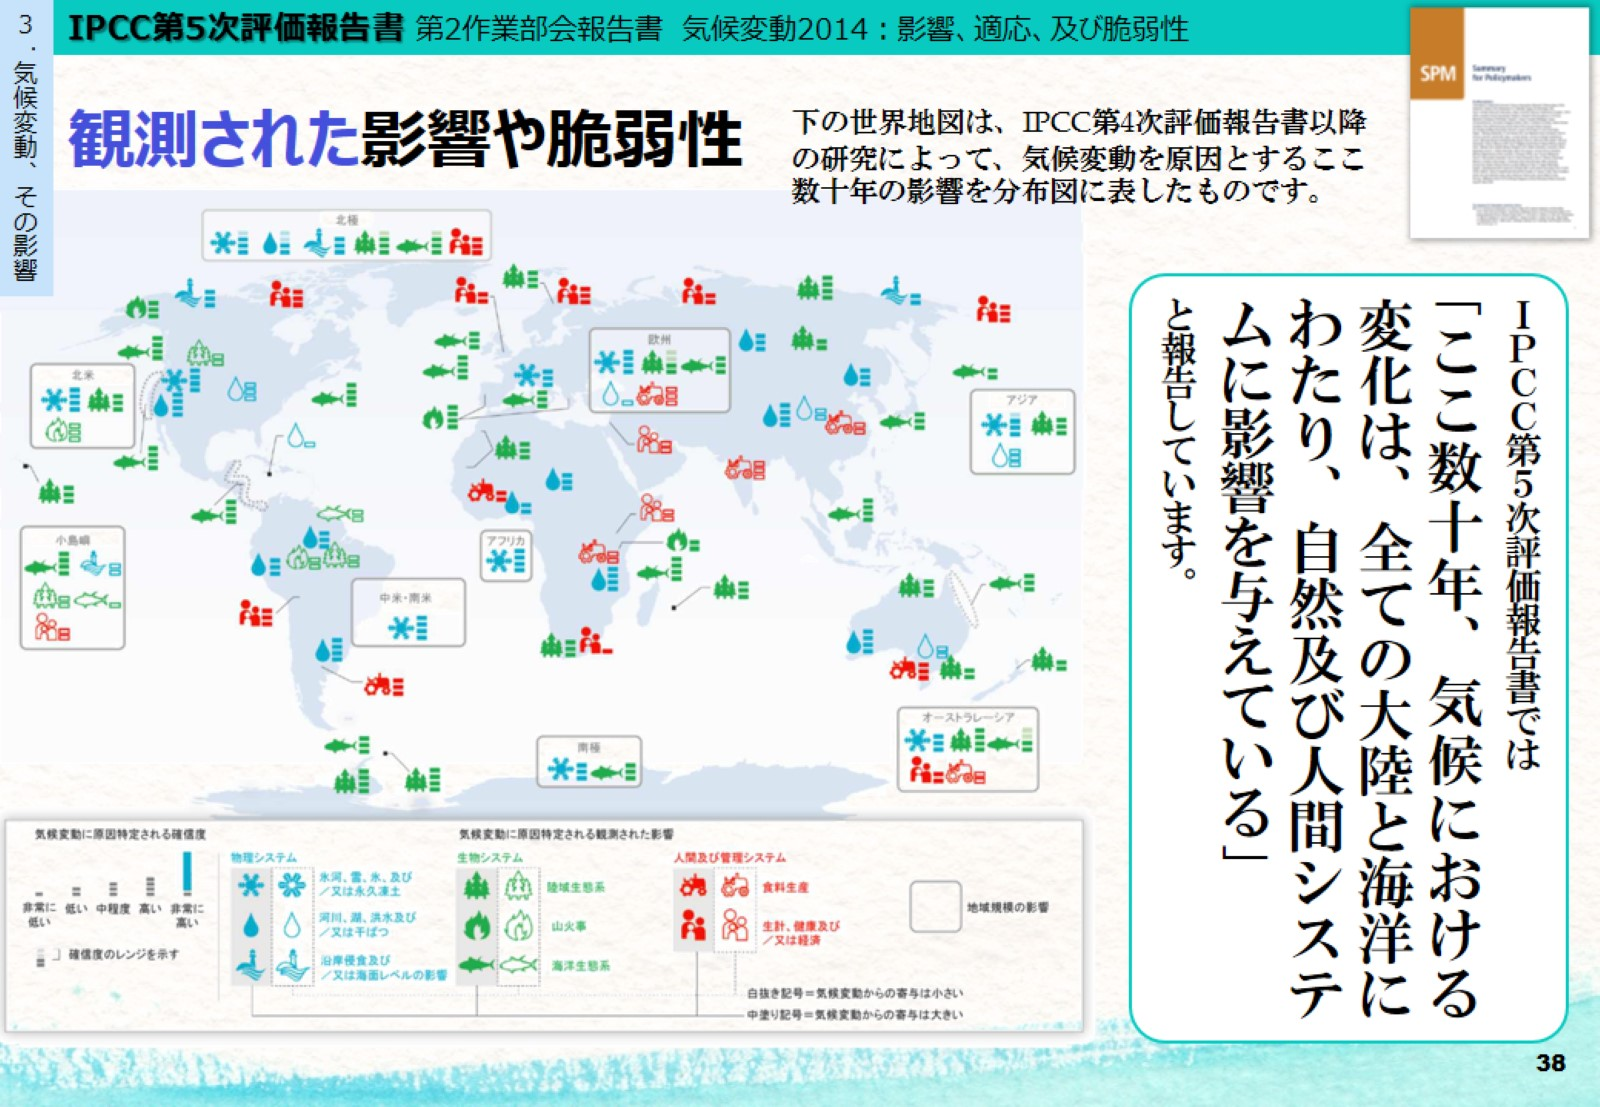 3.気候変動、その影響
IPCC第5次評価報告書 第2作業部会報告書 気候変動2014：影響、適応、及び脆弱性
SPM
Summary
for Policymakers
観測された影響や脆弱性
下の世界地図は、IPCC第4次評価報告書以降
の研究によって、気候変動を原因とするここ
数十年の影響を分布図に表したものです。
北極
欧州
北米
アジア
小島嶼
アフリカ
中米・南米
オーストラレーシア
南極
IPCC第5次評価報告書では
「ここ数十年、気候における
変化は、全ての大陸と海洋に
わたり、自然及び人間システ
ムに影響を与えている」
と報告しています。
気候変動に原因特定される確信度
非常に
低い
低い
中程度
高い
非常に
高い
」確信度のレンジを示す
気候変動に原因特定される観測された影響
物理システム
氷河、雪、氷、及び
／又は永久凍土
河川、湖、洪水及び
／又は干ばつ
沿岸侵食及び
／又は海面レベルの影響
生物システム
陸域生態系
山火事
海洋生態系
人間及び管理システム
食料生産
生計、健康及び
／又は経済
地域規模の影響
白抜き記号＝気候変動からの寄与は小さい
中塗り記号＝気候変動からの寄与は大きい
38